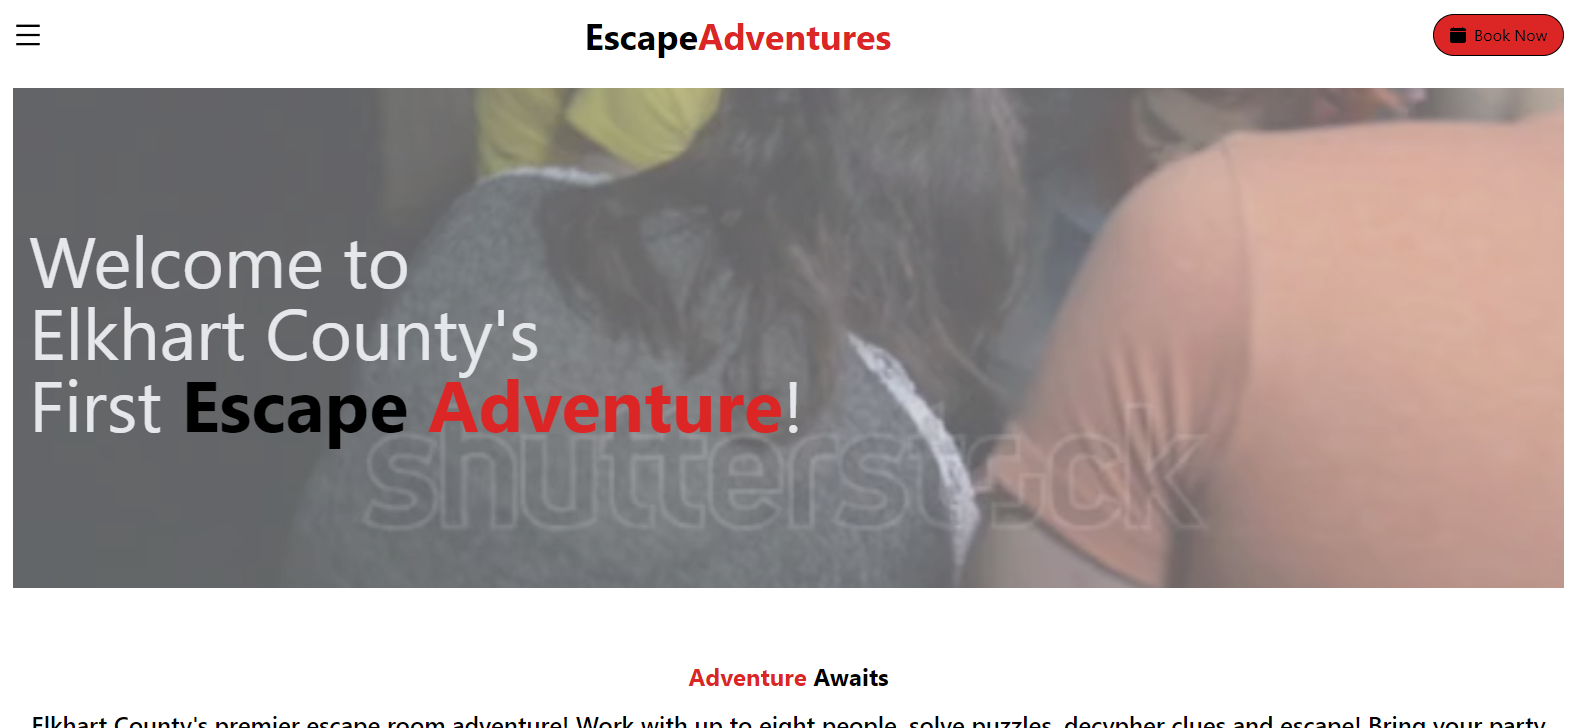 EscapeAdventures
Book Now
Welcome to
Elkhart County's
First Escape Adventure!
shutterstock
Adventure Awaits
Elkhart County's premier escape room adventure! Work with up to eight people, solve puzzles, decypher clues and escape! Bring your party